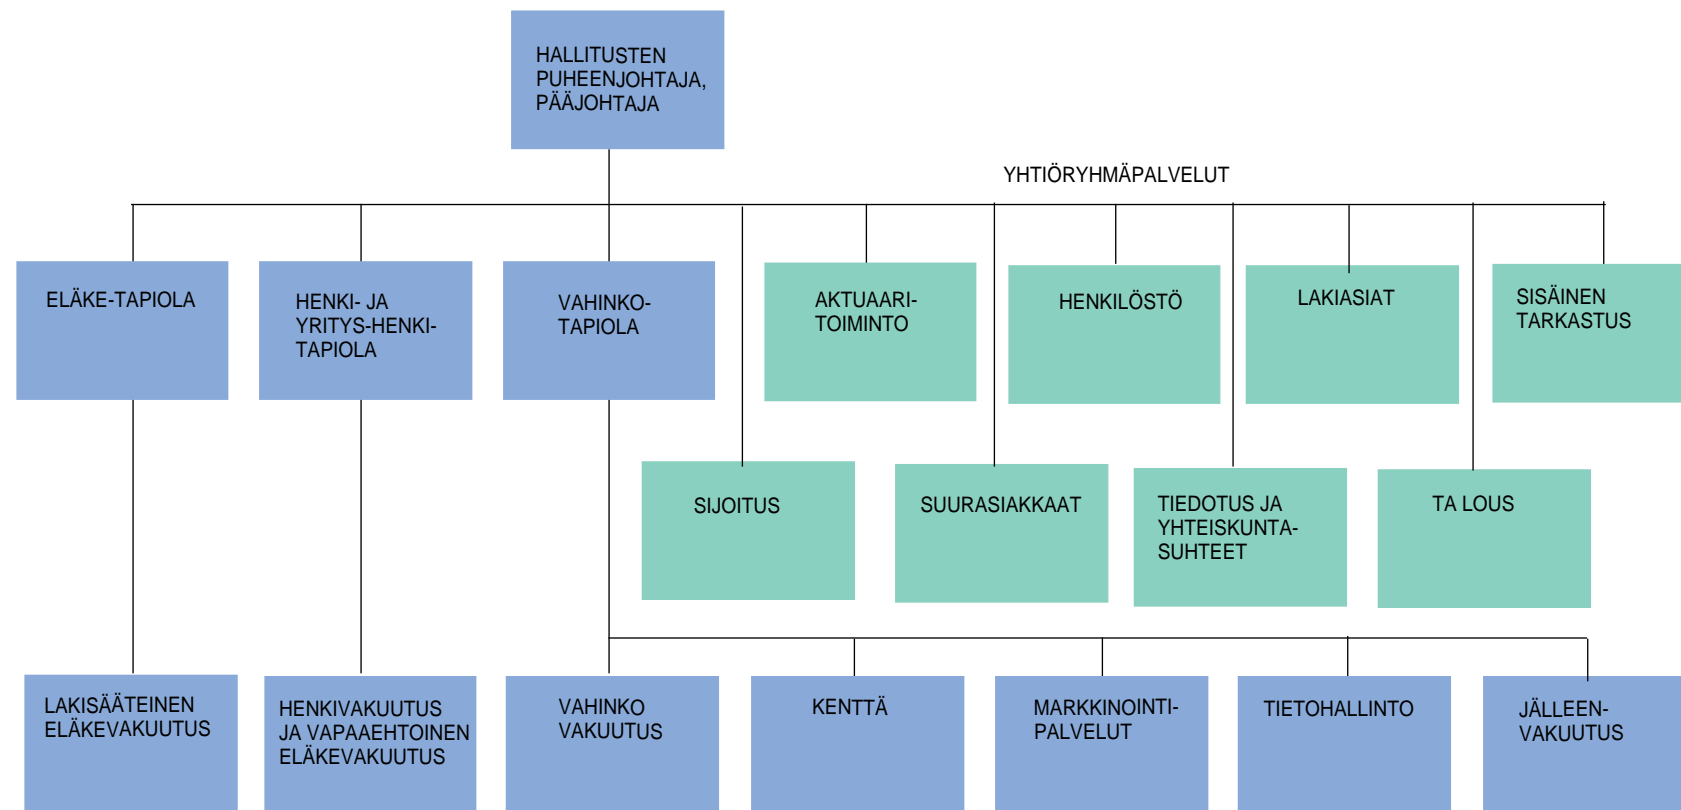 HALLITUSTEN
PUHEENJOHTAJA,
PÄÄJOHTAJA
YHTIÖRYHMÄPALVELUT
ELÄKE-TAPIOLA
HENKI- JA
YRITYS-HENKI-
TAPIOLA
VAHINKO-
TAPIOLA
AKTUAARI-
TOIMINTO
HENKILÖSTÖ
LAKIASIAT
SISÄINEN
TARKASTUS
SIJOITUS
SUURASIAKKAAT
TIEDOTUS JA
YHTEISKUNTA-
SUHTEET
TA LOUS
LAKISÄÄTEINEN
ELÄKEVAKUUTUS
HENKIVAKUUTUS
JA VAPAAEHTOINEN
ELÄKEVAKUUTUS
VAHINKO
VAKUUTUS
KENTTÄ
MARKKINOINTI-
PALVELUT
TIETOHALLINTO
JÄLLEEN-
VAKUUTUS